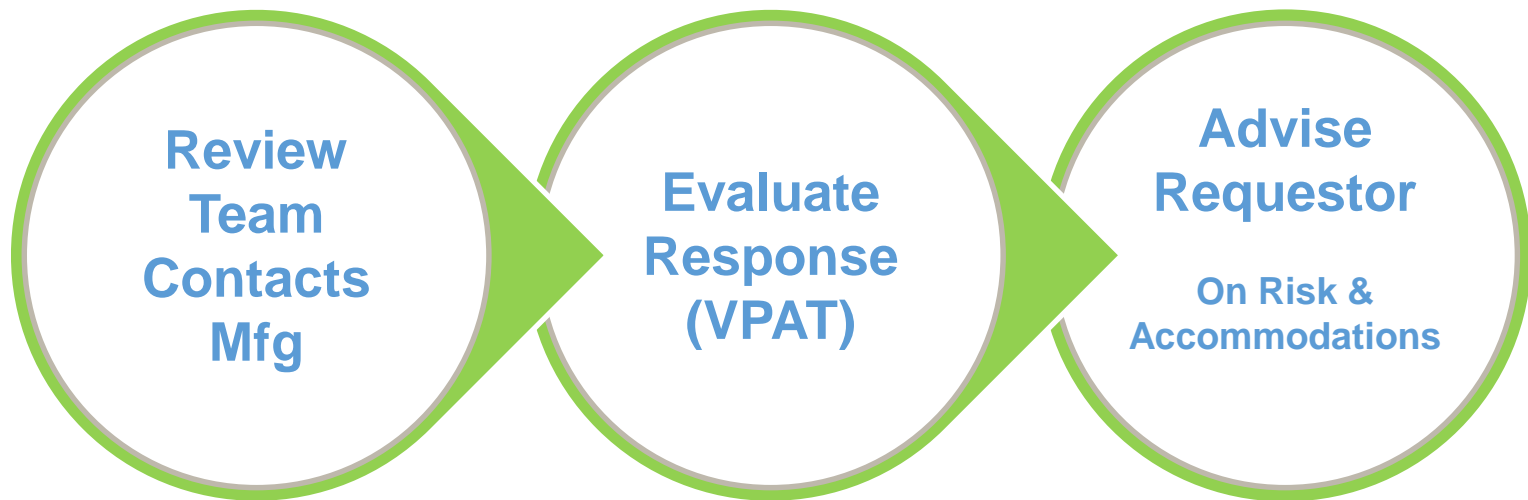 Review
Team
Contacts
Mfg
Evaluate
Response
(VPAT)
Advise
Requestor
On Risk &
Accommodations